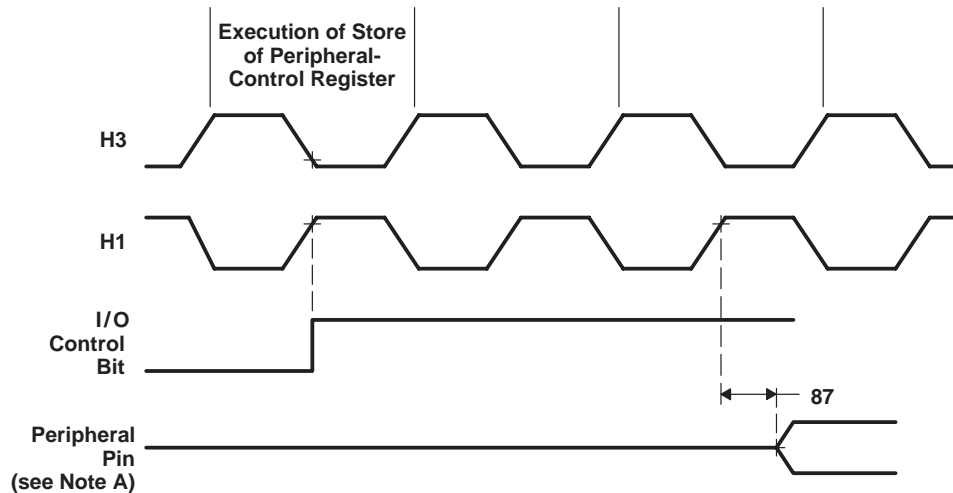 Execution of Store
of Peripheral-
Control Register
H3
H1
I/O
Control
Bit
87
Peripheral
Pin
(see Note A)